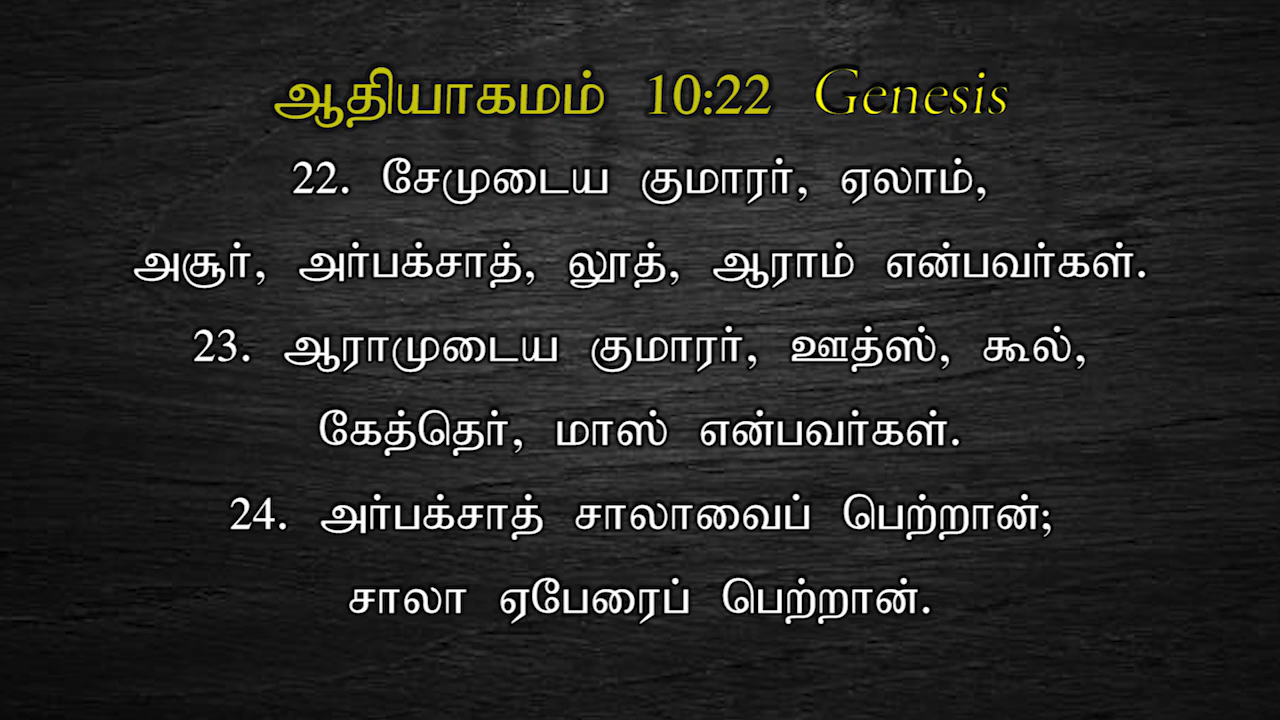 ஆதியாகமம் 10:22 Genesis
22. சேமுடைய குமாரர், ஏலாம்,
அசூர், அர்பக்சாத், லூத், ஆராம் என்பவர்கள்.
23. ஆராமுடைய குமாரர், ஊத்ஸ், கூல்,
கேத்தெர், மாஸ் என்பவர்கள்.
24. அர்பக்சாத் சாலாவைப் பெற்றான்;
சாலா ஏபேரைப் பெற்றான்.